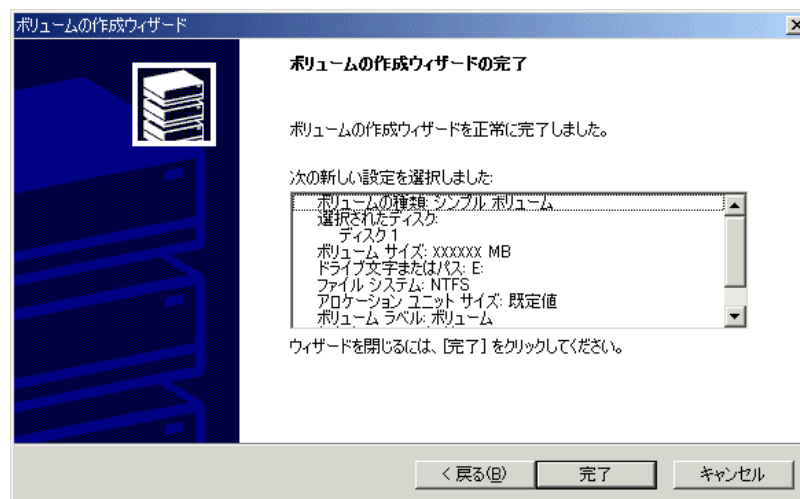 ボリュームの作成ウィザード
ボリュームの作成ウィザードの完了
ボリュームの作成ウィザードを正常に完了しました。
次の新しい設定を選択しました:
ボリュームの種類: シンプル ボリューム
選択されたディスク:
ディスク 1
ボリューム サイズ: xxxxxx MB
ドライブ文字またはパス: E:
ファイル システム: NTFS
アロケーション ユニット サイズ: 既定値
ボリューム ラベル: ボリューム
ウィザードを閉じるには、[完了] をクリックしてください。
< 戻る(B)
完了
キャンセル